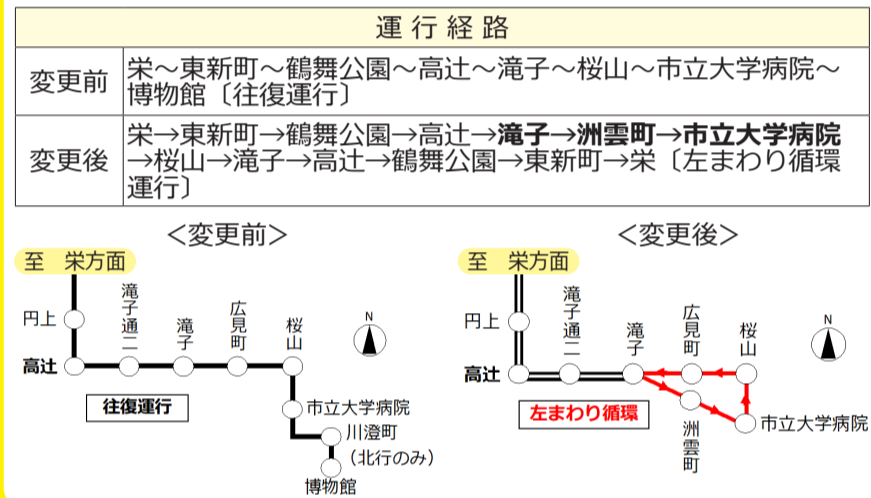 運行経路
変更前
栄～東新町～鶴舞公園～高辻～滝子～桜山～市立大学病院～
博物館〔往復運行〕
変更後
栄→東新町→鶴舞公園→高辻→滝子→洲雲町→市立大学病院
→桜山→滝子→高辻→鶴舞公園→東新町→栄〔左まわり循環
運行〕
＜変更前＞
至　栄方面
円上
高辻
滝子通二
滝子
広見町
桜山
N
往復運行
市立大学病院
川澄町
（北行のみ）
博物館
＜変更後＞
至　栄方面
円上
高辻
滝子通二
滝子
広見町
桜山
N
左まわり循環
洲雲町
市立大学病院